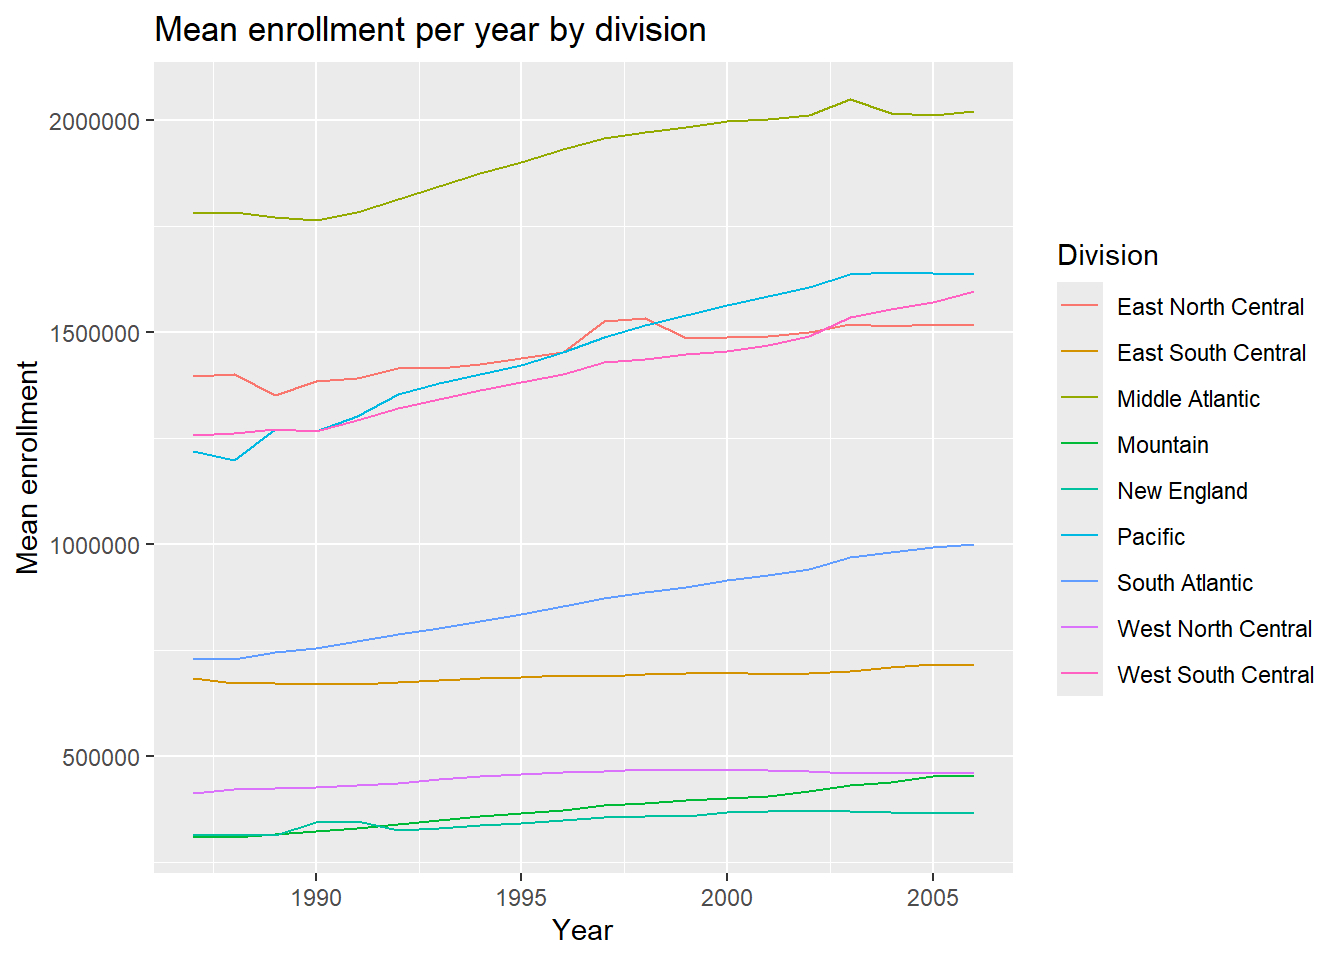 Mean enrollment per year by division
Mean enrollment
2000000
1500000
1000000
500000
1990
1995
2000
2005
Year
Division
East North Central
East South Central
Middle Atlantic
Mountain
New England
Pacific
South Atlantic
West North Central
West South Central